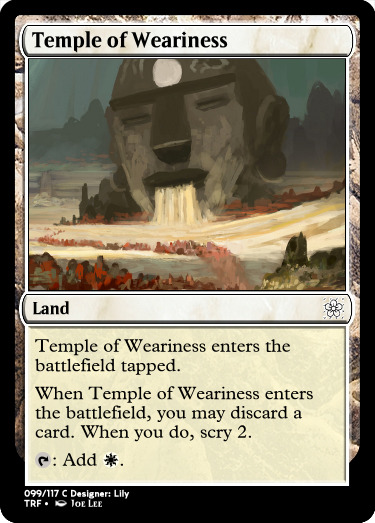 Temple of Weariness
Land
Temple of Weariness enters the
battlefield tapped.
When Temple of Weariness enters
the battlefield, you may discard a
card. When you do, scry 2.
: Add .
099/117 C Designer: Lily
TRF • Joe Lee